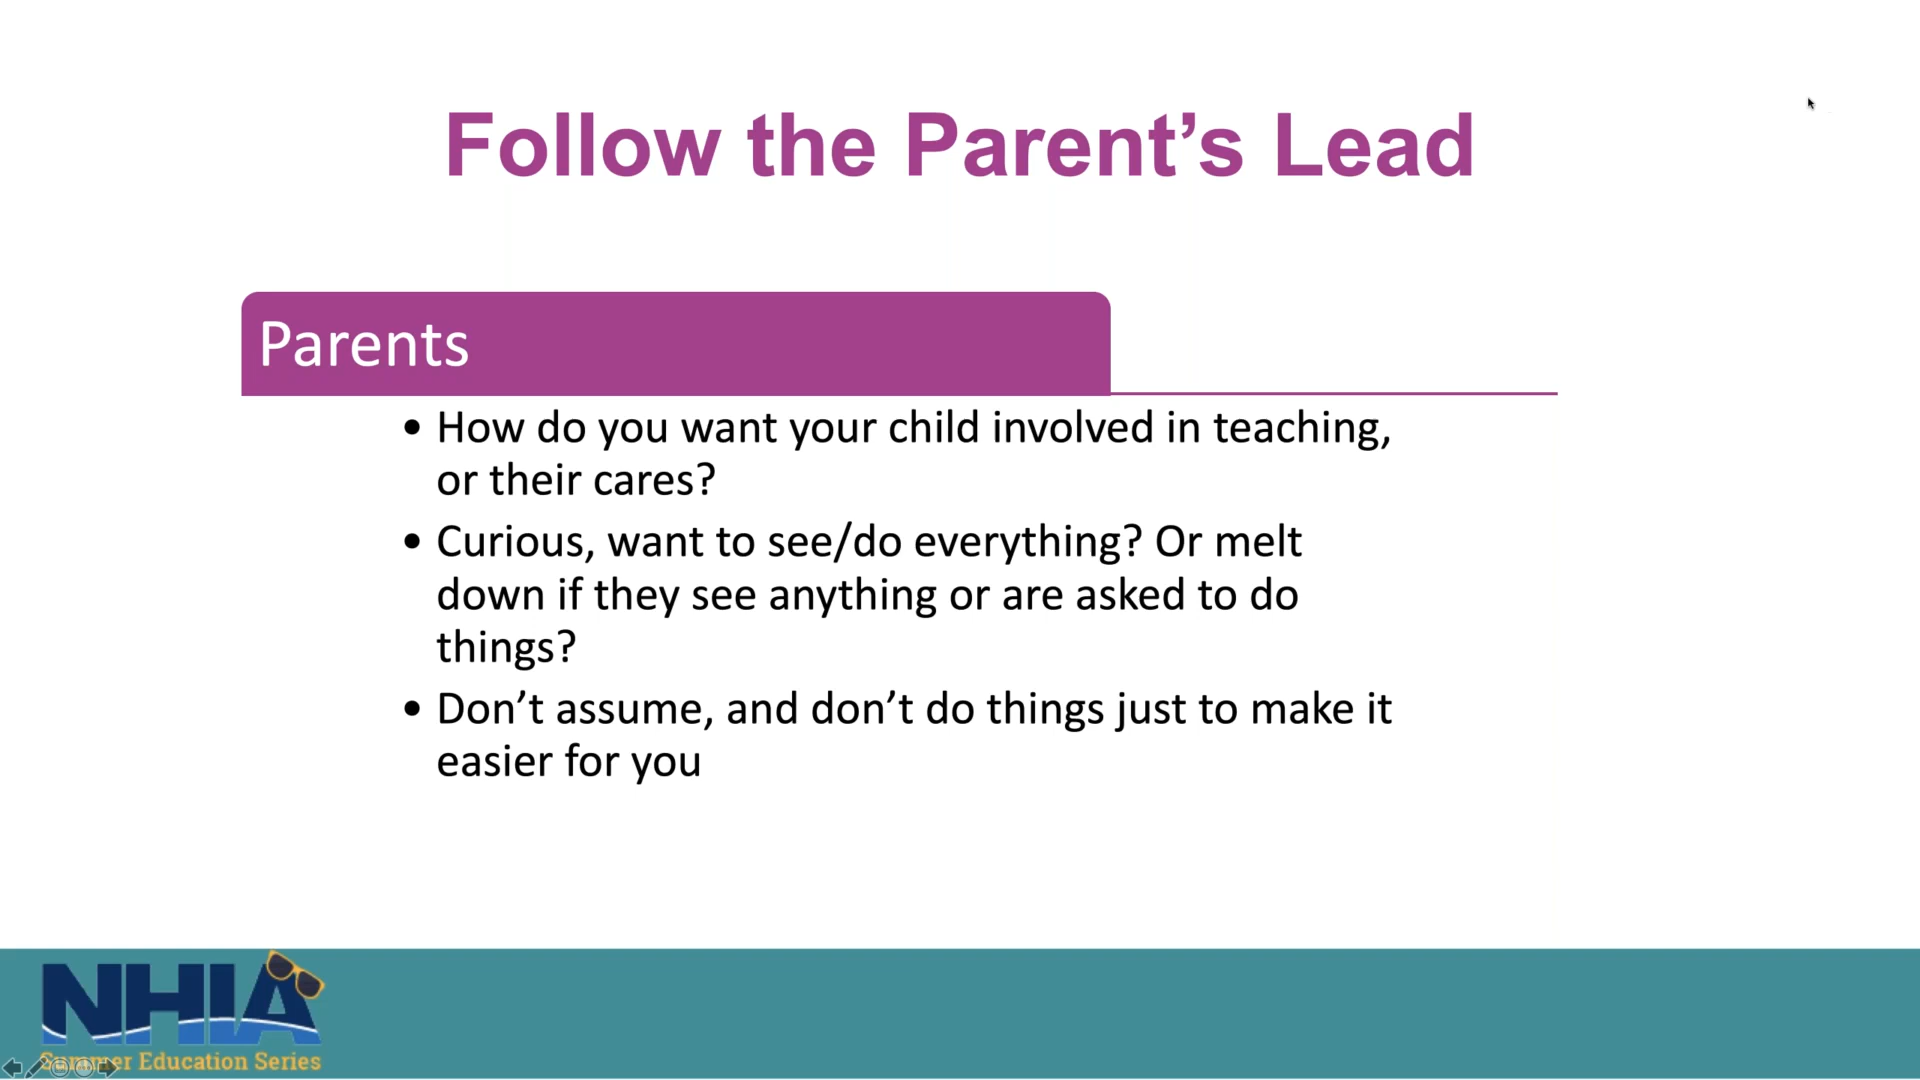 Follow the Parent’s Lead
Parents
• How do you want your child involved in teaching,
or their cares?
• Curious, want to see/do everything? Or melt
down if they see anything or are asked to do
things?
• Don’t assume, and don’t do things just to make it
easier for you
NHIA
Summer Education Series